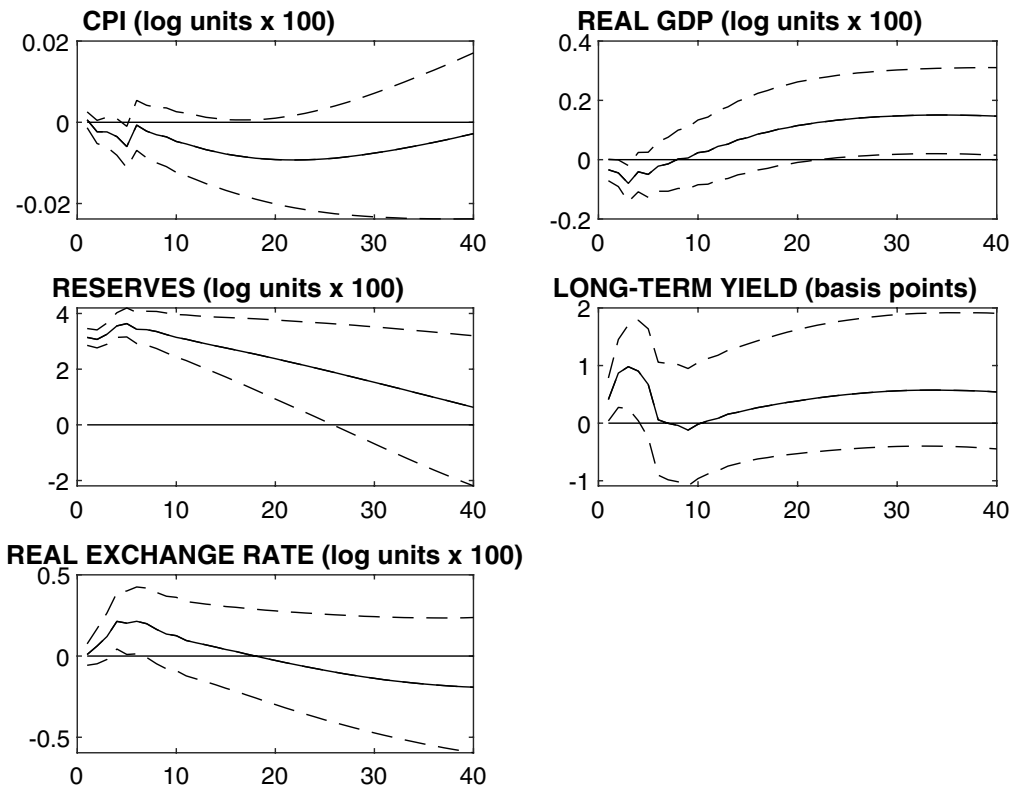 CPI (log units x 100)
0.02
0
-0.02
0 10 20 30 40
REAL GDP (log units x 100)
0.4
0.2
0
-0.2
0 10 20 30 40
RESERVES (log units x 100)
4
2
0
-2
0 10 20 30 40
LONG-TERM YIELD (basis points)
2
1
0
-1
0 10 20 30 40
REAL EXCHANGE RATE (log units x 100)
0.5
0
-0.5
0 10 20 30 40